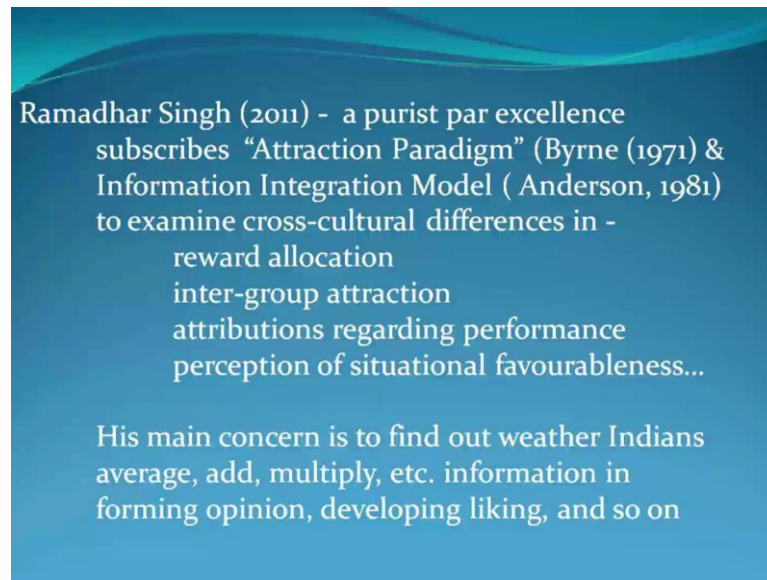 Ramadhar Singh (2011) - a purist par excellence
subscribes “Attraction Paradigm” (Byrne (1971) &
Information Integration Model ( Anderson, 1981)
to examine cross-cultural differences in -
reward allocation
inter-group attraction
attributions regarding performance
perception of situational favourableness...
His main concern is to find out weather Indians
average, add, multiply, etc. information in
forming opinion, developing liking, and so on